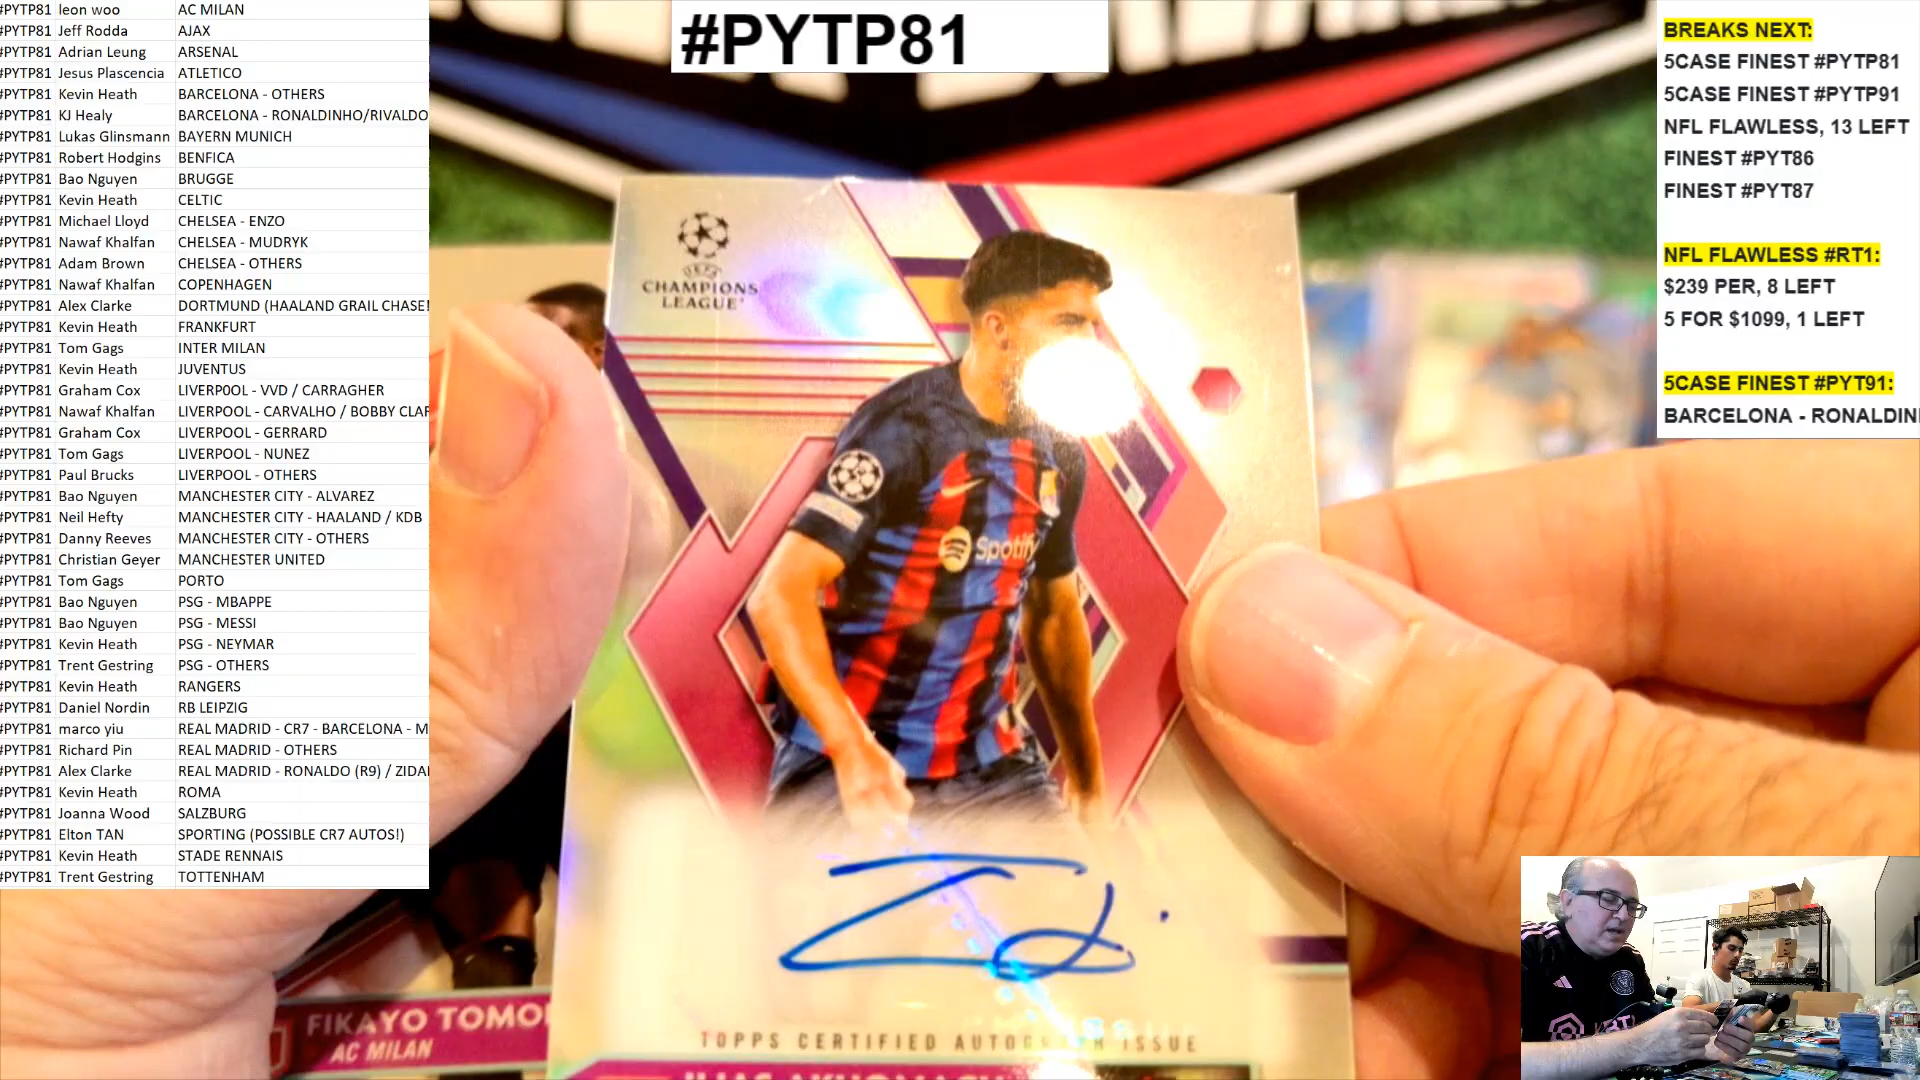 #PYTP81 leon woo AC MILAN
#PYTP81 Jeff Rodda AJAX
#PYTP81 Adrian Leung ARSENAL
#PYTP81 Jesus Plascencia ATLETICO
#PYTP81 Kevin Heath BARCELONA - OTHERS
#PYTP81 KJ Healy BARCELONA - RONALDINHO/RIVALDO
#PYTP81 Lukas Glinsmann BAYERN MUNICH
#PYTP81 Robert Hodgins BENFICA
#PYTP81 Bao Nguyen BRUGGE
#PYTP81 Kevin Heath CELTIC
#PYTP81 Michael Lloyd CHELSEA - ENZO
#PYTP81 Nawaf Khalfan CHELSEA - MUDRYK
#PYTP81 Adam Brown CHELSEA - OTHERS
#PYTP81 Nawaf Khalfan COPENHAGEN
#PYTP81 Alex Clarke DORTMUND (HAALAND GRAIL CHASE!
#PYTP81 Kevin Heath FRANKFURT
#PYTP81 Tom Gags INTER MILAN
#PYTP81 Kevin Heath JUVENTUS
#PYTP81 Graham Cox LIVERPOOL - VVD / CARRAGHER
#PYTP81 Nawaf Khalfan LIVERPOOL - CARVALHO / BOBBY CLAR
#PYTP81 Graham Cox LIVERPOOL - GERRARD
#PYTP81 Tom Gags LIVERPOOL - NUNEZ
#PYTP81 Paul Brucks LIVERPOOL - OTHERS
#PYTP81 Bao Nguyen MANCHESTER CITY - ALVAREZ
#PYTP81 Neil Hefty MANCHESTER CITY - HAALAND / KDB
#PYTP81 Danny Reeves MANCHESTER CITY - OTHERS
#PYTP81 Christian Geyer MANCHESTER UNITED
#PYTP81 Tom Gags PORTO
#PYTP81 Bao Nguyen PSG - MBAPPE
#PYTP81 Bao Nguyen PSG - MESSI
#PYTP81 Kevin Heath PSG - NEYMAR
#PYTP81 Trent Gestring PSG - OTHERS
#PYTP81 Kevin Heath RANGERS
#PYTP81 Daniel Nordin RB LEIPZIG
#PYTP81 marco yiu REAL MADRID - CR7 - BARCELONA - M
#PYTP81 Richard Pin REAL MADRID - OTHERS
#PYTP81 Alex Clarke REAL MADRID - RONALDO (R9) / ZIDA
#PYTP81 Kevin Heath ROMA
#PYTP81 Joanna Wood SALZBURG
#PYTP81 Elton TAN SPORTING (POSSIBLE CR7 AUTOS!)
#PYTP81 Kevin Heath STADE RENNAIS
#PYTP81 Trent Gestring TOTTENHAM
#PYTP81
UEFA
CHAMPIONS
LEAGUE
Spotify
TOPPS CERTIFIED AUTOGRAPH ISSUE
FIKAYO TOMO
AC MILAN
BREAKS NEXT:
5CASE FINEST #PYTP81
5CASE FINEST #PYTP91
NFL FLAWLESS, 13 LEFT
FINEST #PYT86
FINEST #PYT87
NFL FLAWLESS #RT1:
$239 PER, 8 LEFT
5 FOR $1099, 1 LEFT
5CASE FINEST #PYT91:
BARCELONA - RONALDIN